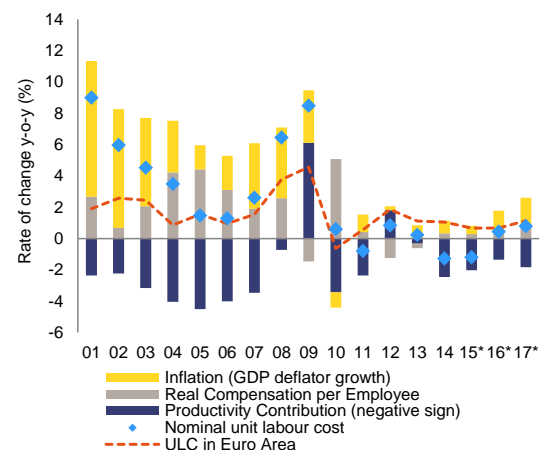 14
12
10
8
6
4
2
0
-2
-4
-6
Rate of change y-o-y (%)
01 02 03 04 05 06 07 08 09 10 11 12 13 14 15* 16* 17*
Inflation (GDP deflator growth)
Real Compensation per Employee
Productivity Contribution (negative sign)
Nominal unit labour cost
ULC in Euro Area